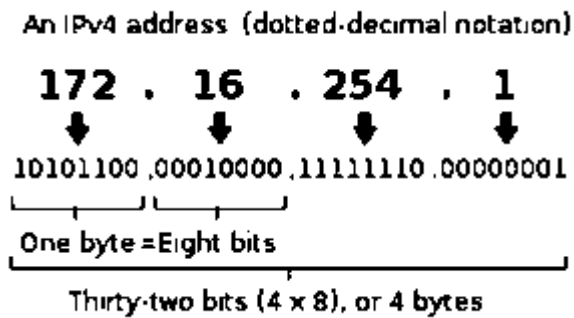 An IPv4 address (dotted-decimal notation)
172 . 16 . 254 . 1
10101100 .00010000 .11111110 .00000001
One byte = Eight bits
Thirty-two bits (4 x 8), or 4 bytes